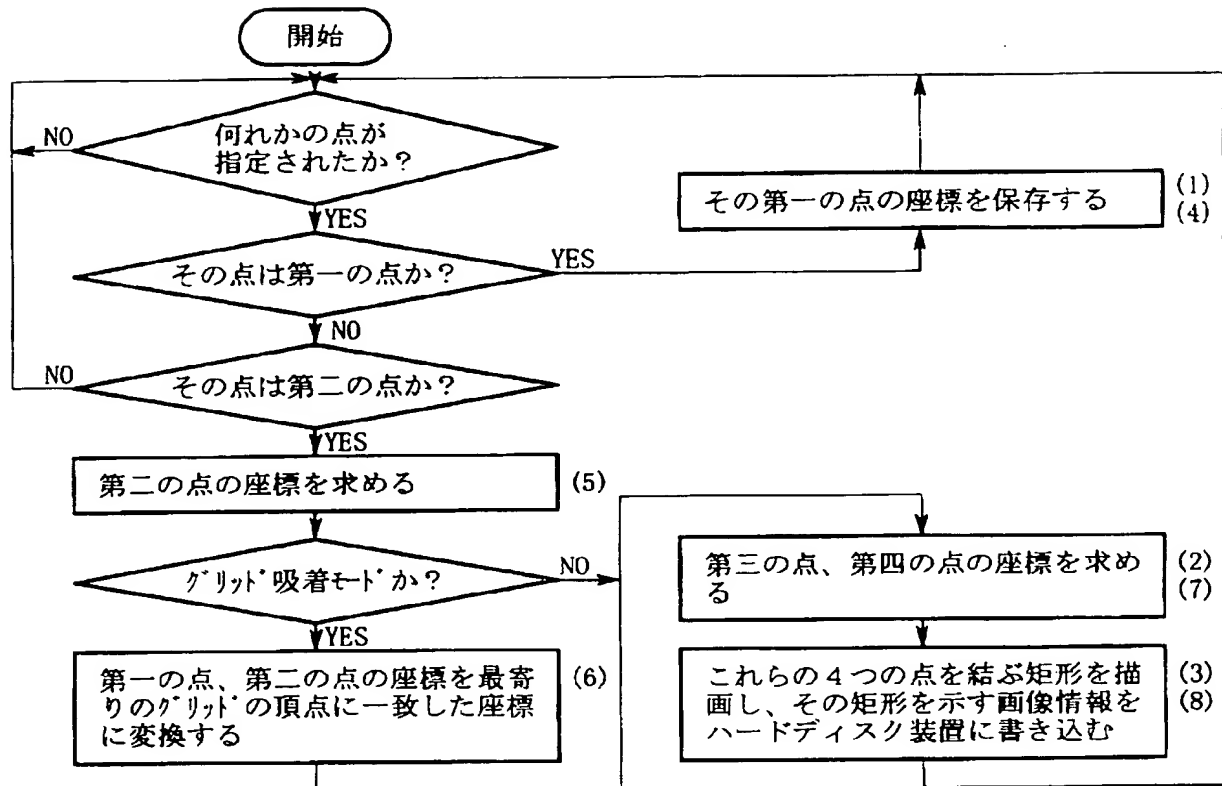 開始
何れかの点が
指定されたか?
NO
YES
その第一の点の座標を保存する
(1)
(4)
その点は第一の点か?
YES
NO
その点は第二の点か?
NO
YES
第二の点の座標を求める
(5)
グリッド吸着モードか?
NO
YES
第三の点、第四の点の座標を求め
る
(2)
(7)
第一の点、第二の点の座標を最寄
りのグリッドの頂点に一致した座標
に変換する
(6)
これらの4つの点を結ぶ矩形を描
画し、その矩形を示す画像情報を
ハードディスク装置に書き込む
(3)
(8)